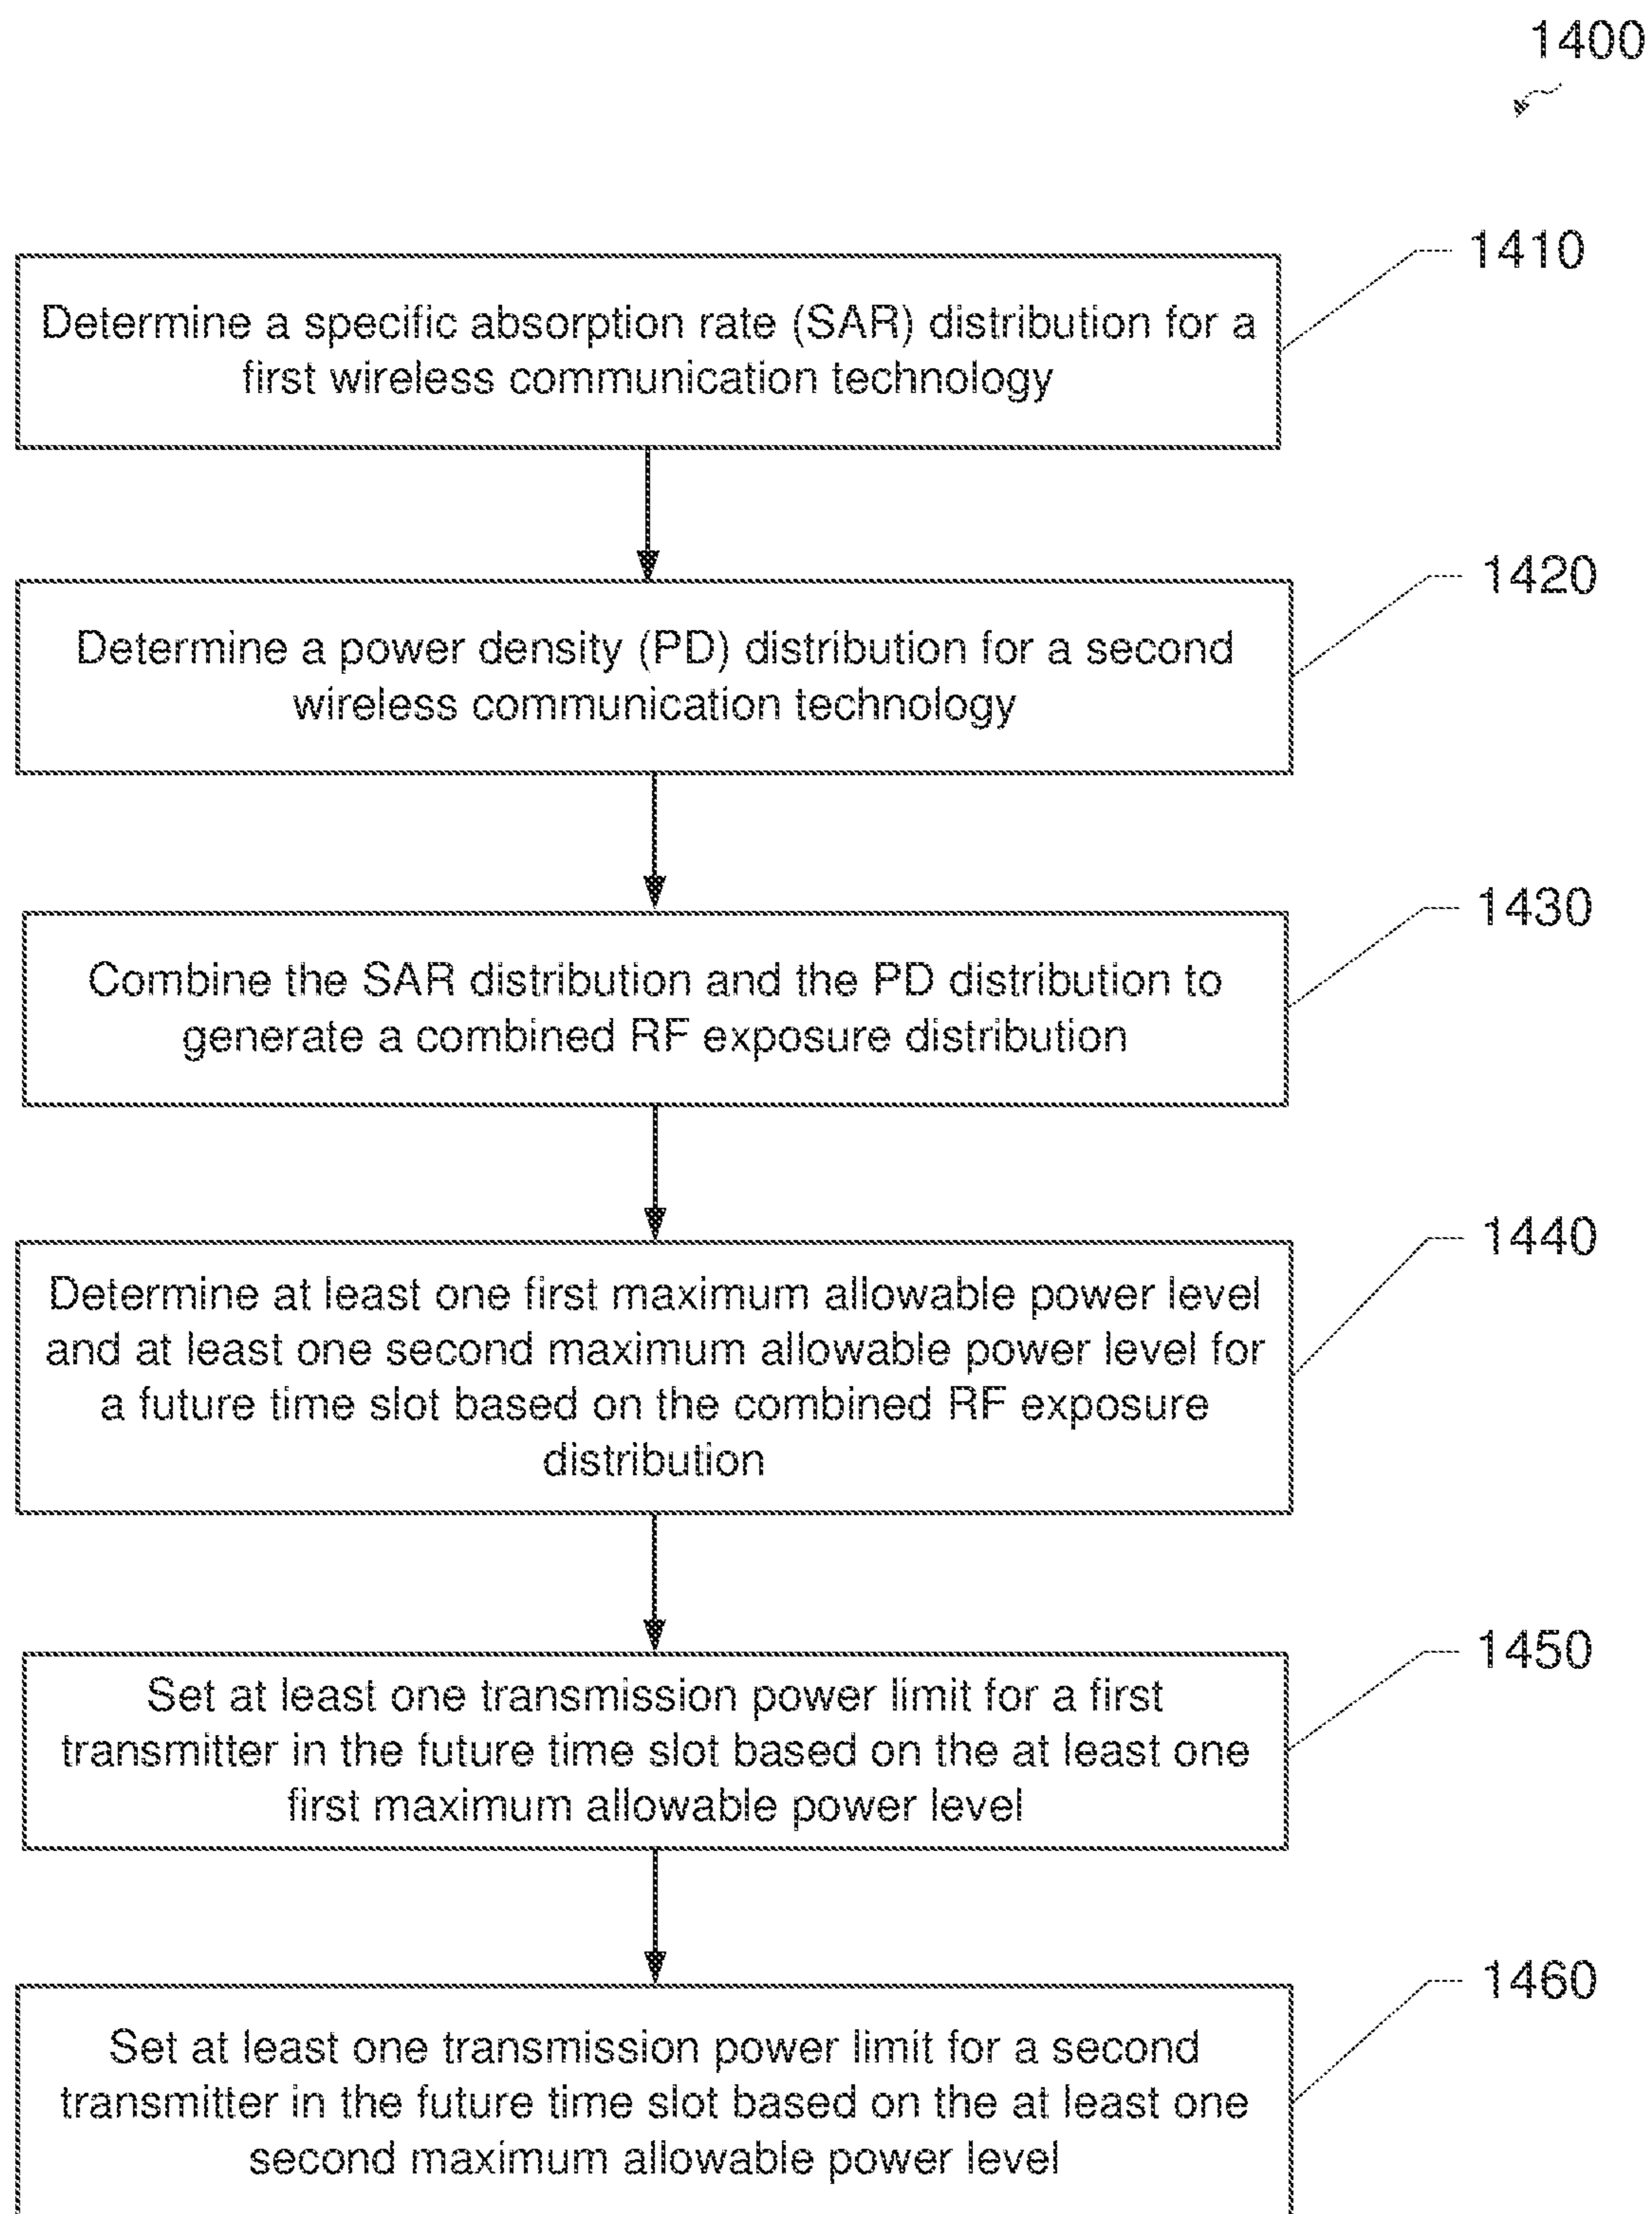 1400
1410
Determine a specific absorption rate (SAR) distribution for a
first wireless communication technology
1420
Determine a power density (PD) distribution for a second
wireless communication technology
1430
Combine the SAR distribution and the PD distribution to
generate a combined RF exposure distribution
1440
Determine at least one first maximum allowable power level
and at least one second maximum allowable power level for
a future time slot based on the combined RF exposure
distribution
1450
Set at least one transmission power limit for a first
transmitter in the future time slot based on the at least one
first maximum allowable power level
1460
Set at least one transmission power limit for a second
transmitter in the future time slot based on the at least one
second maximum allowable power level